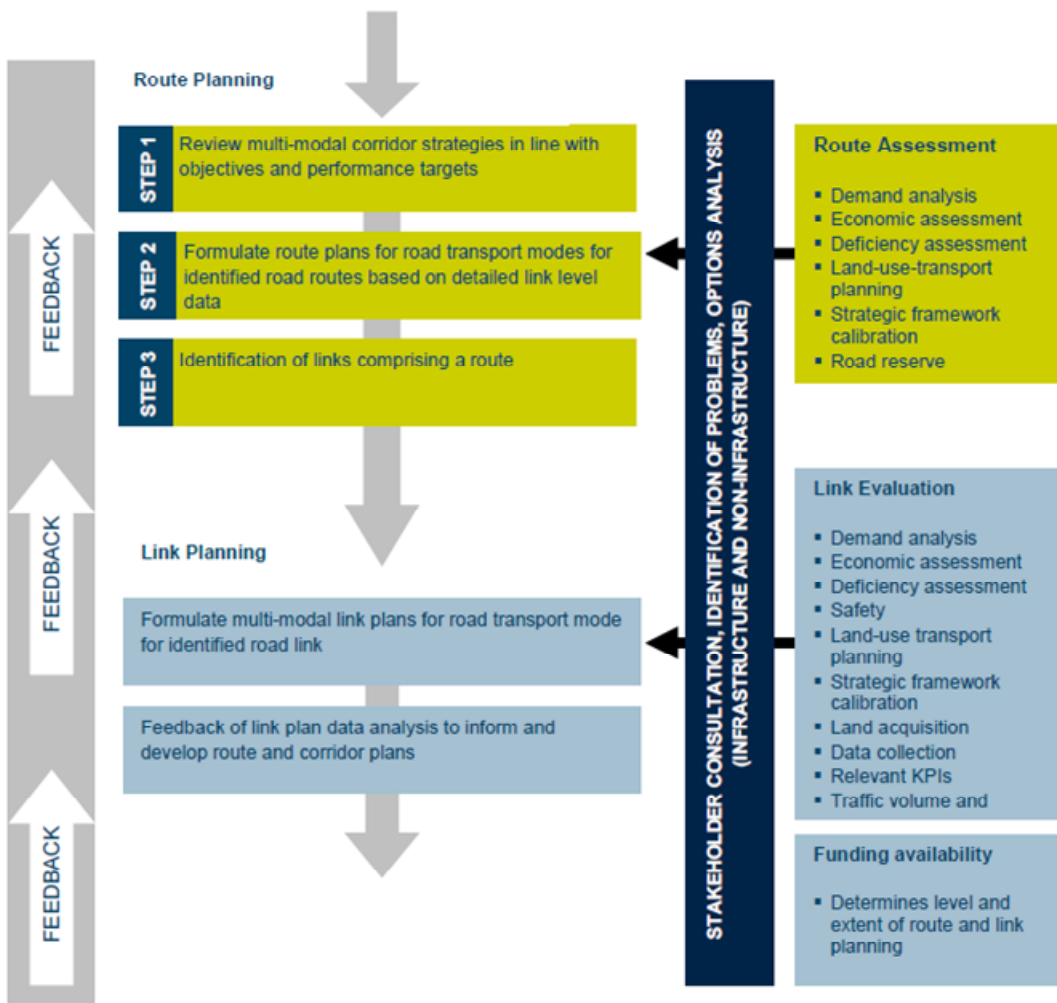 Route Planning
STEP 1
Review multi-modal corridor strategies in line with
objectives and performance targets
STEP 2
Formulate route plans for road transport modes for
identified road routes based on detailed link level
data
STEP 3
Identification of links comprising a route
Link Planning
Formulate multi-modal link plans for road transport mode
for identified road link
Feedback of link plan data analysis to inform and
develop route and corridor plans
FEEDBACK
FEEDBACK
FEEDBACK
STAKEHOLDER CONSULTATION, IDENTIFICATION OF PROBLEMS, OPTIONS ANALYSIS
(INFRASTRUCTURE AND NON-INFRASTRUCTURE)
Route Assessment
▪ Demand analysis
▪ Economic assessment
▪ Deficiency assessment
▪ Land-use-transport
planning
▪ Strategic framework
calibration
▪ Road reserve
Link Evaluation
▪ Demand analysis
▪ Economic assessment
▪ Deficiency assessment
▪ Safety
▪ Land-use transport
planning
▪ Strategic framework
calibration
▪ Land acquisition
▪ Data collection
▪ Relevant KPIs
▪ Traffic volume and
Funding availability
▪ Determines level and
extent of route and link
planning